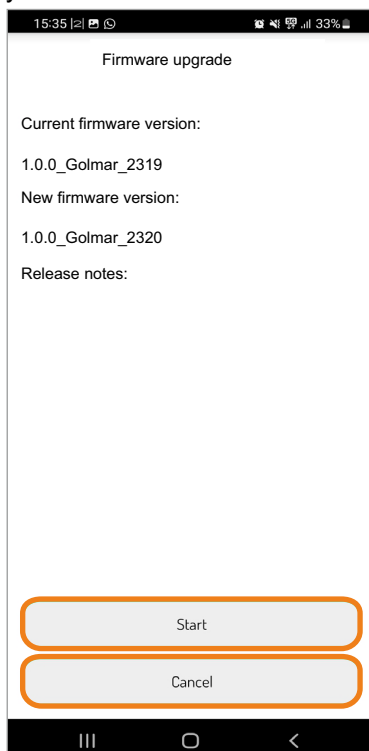 15:35
33%
Firmware upgrade
Current firmware version:
1.0.0_Golmar_2319
New firmware version:
1.0.0_Golmar_2320
Release notes:
Start
Cancel